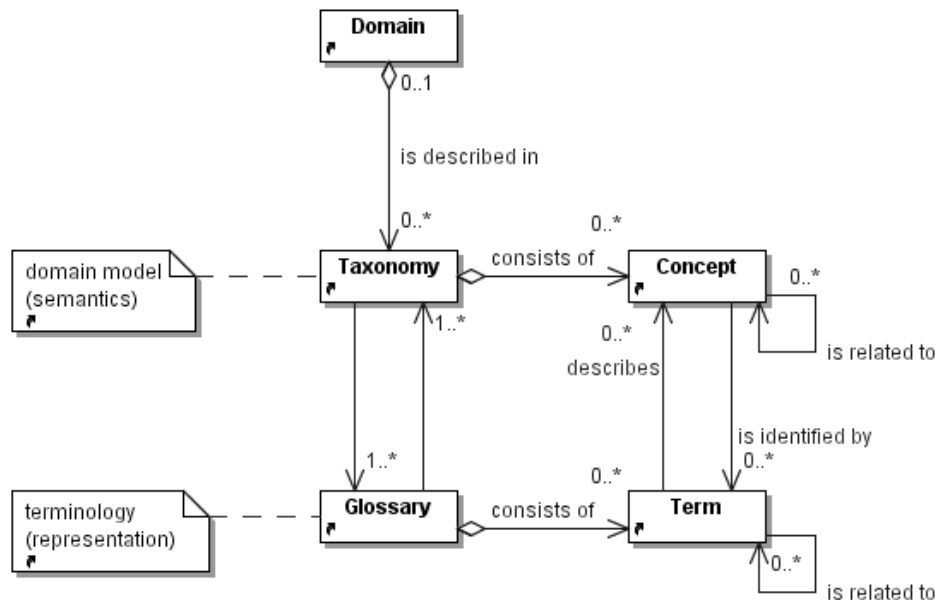 Domain
0..1
is described in
0..*
0..*
domain model
(semantics)
Taxonomy
consists of
Concept
0..*
1..*
0..*
is related to
describes
is identified by
1..*
0..*
0..*
terminology
(representation)
Glossary
consists of
Term
0..*
is related to